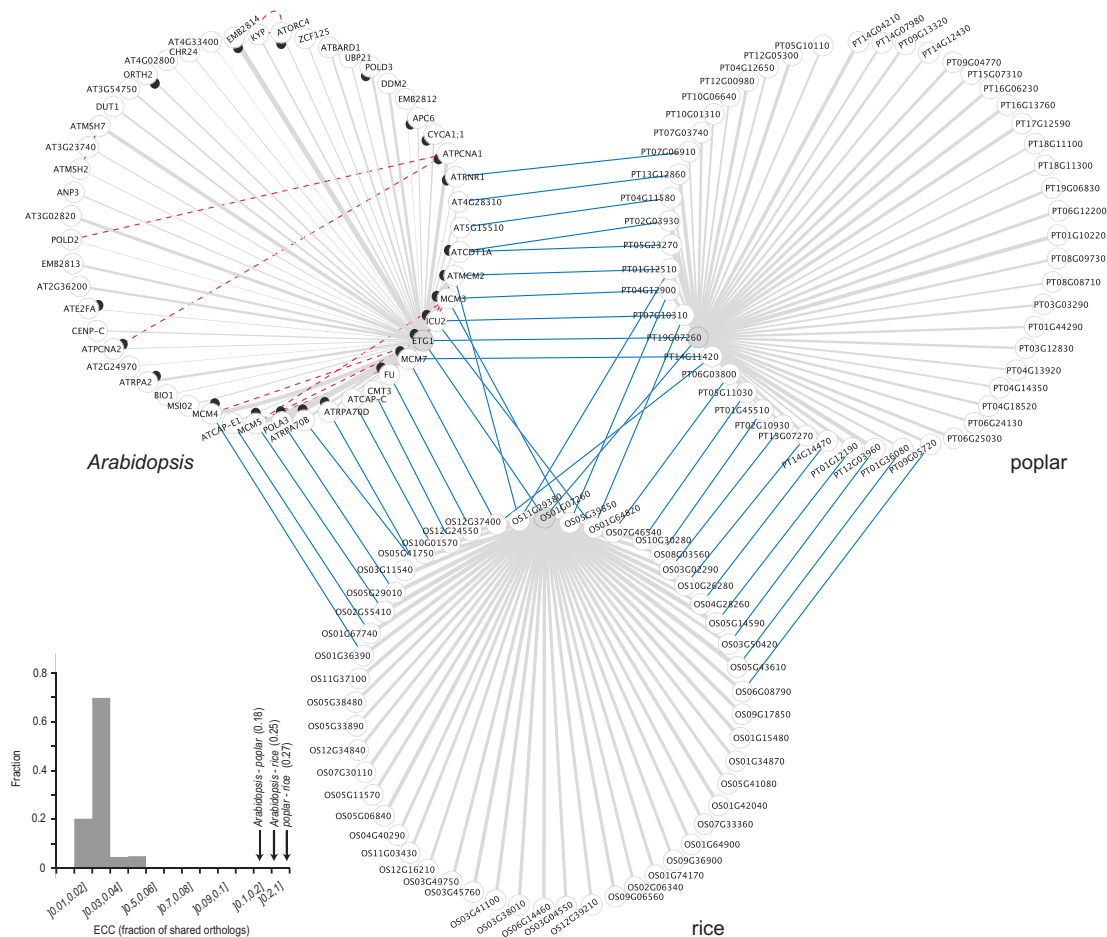 EMB2814
KYP
ATORC4
ZCF125
AT4G33400
CHR24
AT4G02800
ORTH2
AT3G54750
DUT1
ATMSH7
AT3G23740
ATMSH2
ANP3
AT3G02820
POLD2
EMB2813
AT2G36200
ATE2FA
CENP-C
ATPCNA2
AT2G24970
ATRPA2
BIO1
MSI02
MCM4
ATCAP-E1
MCM5
POLA3
ATRPA70B
ATRPA70D
ATCAP-C
CMT3
FU
MCM7
ETG1
ICU2
MCM3
ATMCM2
ATCDT1A
AT5G15510
AT4G28310
ATRNR1
ATPCNA1
CYCA1;1
APC6
EMB2812
DDM2
POLD3
UBP21
ATBARD1
Arabidopsis
PT05G10110
PT12G05300
PT04G12650
PT12G00980
PT10G06640
PT10G01310
PT07G03740
PT07G06910
PT13G12860
PT04G11580
PT02G03930
PT05G23270
PT01G12510
PT04G12900
PT07G10310
PT19G07260
PT14G11420
PT06G03800
PT05G11030
PT01G45510
PT02G10930
PT13G07270
PT14G14470
PT01G12190
PT12G03960
PT01G36080
PT09G05720
PT06G25030
PT06G24130
PT04G18520
PT04G14350
PT04G13920
PT03G12830
PT01G44290
PT03G03290
PT08G08710
PT08G09730
PT01G10220
PT06G12200
PT19G06830
PT18G11300
PT18G11100
PT17G12590
PT16G13760
PT16G06230
PT15G07310
PT09G04770
PT14G12430
PT09G13320
PT14G07980
PT14G04210
poplar
OS11G29380
OS01G07260
OS05G39850
OS01G64820
OS07G46540
OS10G30280
OS08G03560
OS03G02290
OS10G26280
OS04G28260
OS05G14590
OS03G50420
OS05G43610
OS06G08790
OS09G17850
OS01G15480
OS01G34870
OS05G41080
OS01G42040
OS07G33360
OS01G64900
OS09G36900
OS01G74170
OS02G06340
OS09G06560
OS12G39210
OS03G04550
OS06G14460
OS03G38010
OS03G41100
OS03G45760
OS03G49750
OS12G16210
OS11G03430
OS04G40290
OS05G06840
OS05G11570
OS07G30110
OS12G34840
OS05G33890
OS05G38480
OS11G37100
OS01G36390
OS01G67740
OS02G55410
OS05G29010
OS03G11540
OS05G41750
OS10G01570
OS12G24550
OS12G37400
rice
Fraction
0.8
0.6
0.4
0.2
0
Arabidopsis - poplar (0.18)
Arabidopsis - rice (0.25)
poplar - rice (0.27)
]0.01,0.02]
]0.03,0.04]
]0.5,0.06]
]0.7,0.08]
]0.09,0.1]
]0.1,0.2]
]0.2,1]
ECC (fraction of shared orthologs)